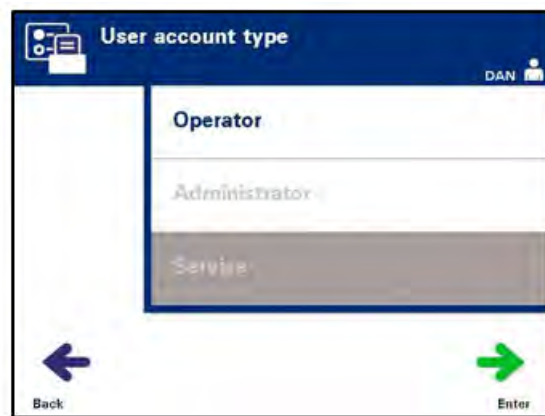 User account type
DAN
Operator
Administrator
Service
Back
Enter